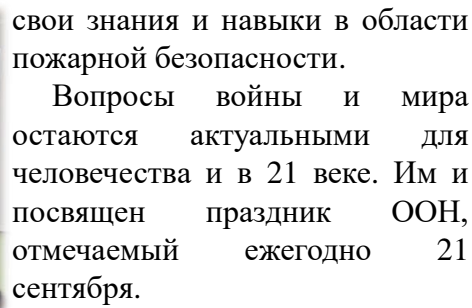 свои знания и навыки в области
пожарной безопасности.
Вопросы войны и мира
остаются актуальными для
человечества и в 21 веке. Им и
посвящен праздник ООН,
отмечаемый ежегодно 21
сентября.